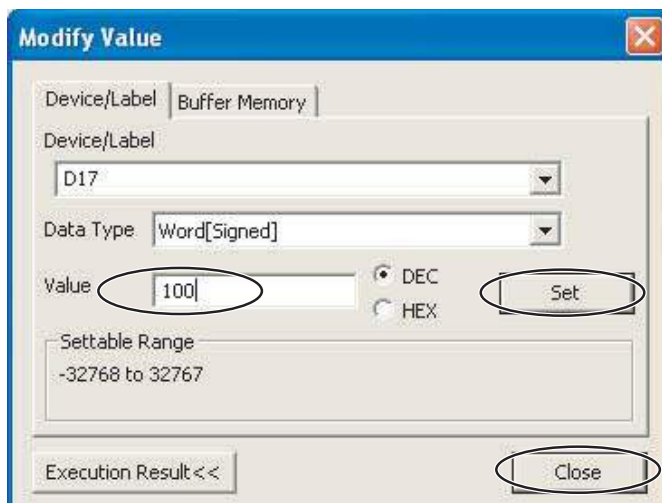 Modify Value
Device/Label Buffer Memory
Device/Label
D17
Data Type Word[Signed]
Value 100 DEC Set
HEX
Settable Range
-32768 to 32767
Execution Result<< Close